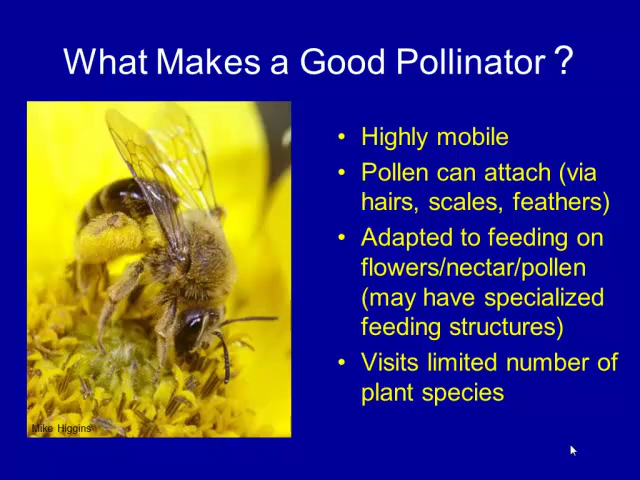 What Makes a Good Pollinator ?
• Highly mobile
• Pollen can attach (via
hairs, scales, feathers)
• Adapted to feeding on
flowers/nectar/pollen
(may have specialized
feeding structures)
• Visits limited number of
plant species
Mike Higgins